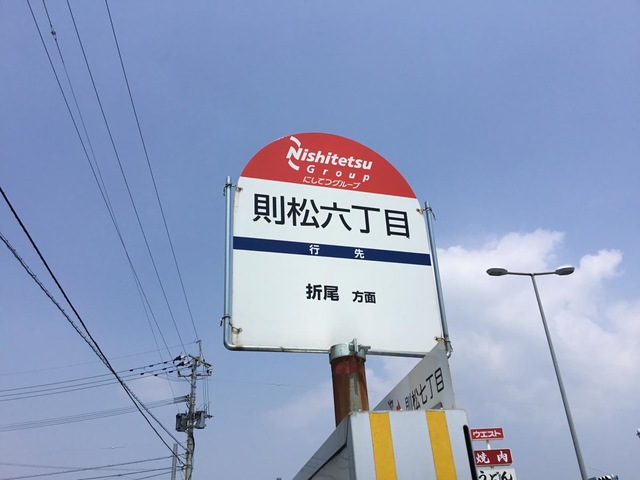 Nishitetsu
Group
にしてつグループ
則松六丁目
行先
折尾 方面
則松七丁目
ウエスト
焼肉
うどん